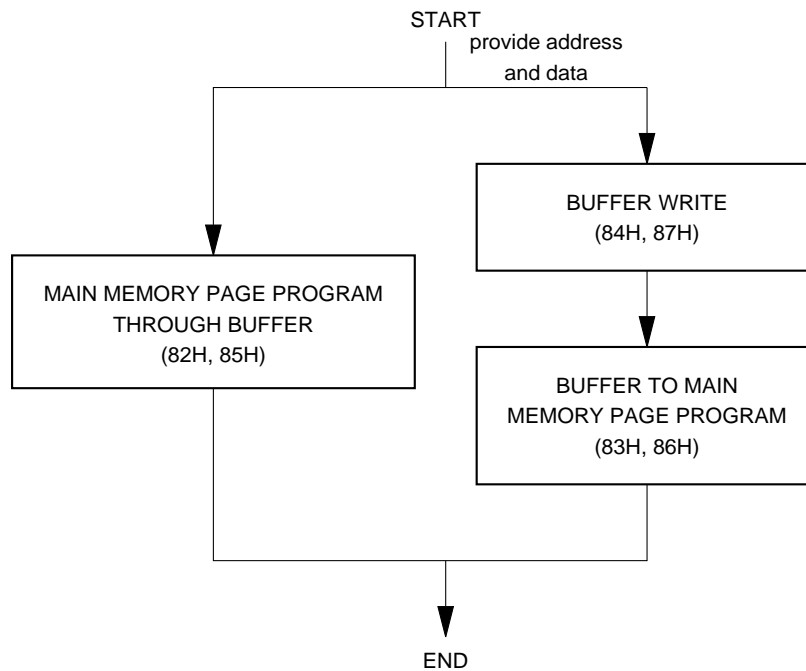 START
provide address
and data
BUFFER WRITE
(84H, 87H)
MAIN MEMORY PAGE PROGRAM
THROUGH BUFFER
(82H, 85H)
BUFFER TO MAIN
MEMORY PAGE PROGRAM
(83H, 86H)
END